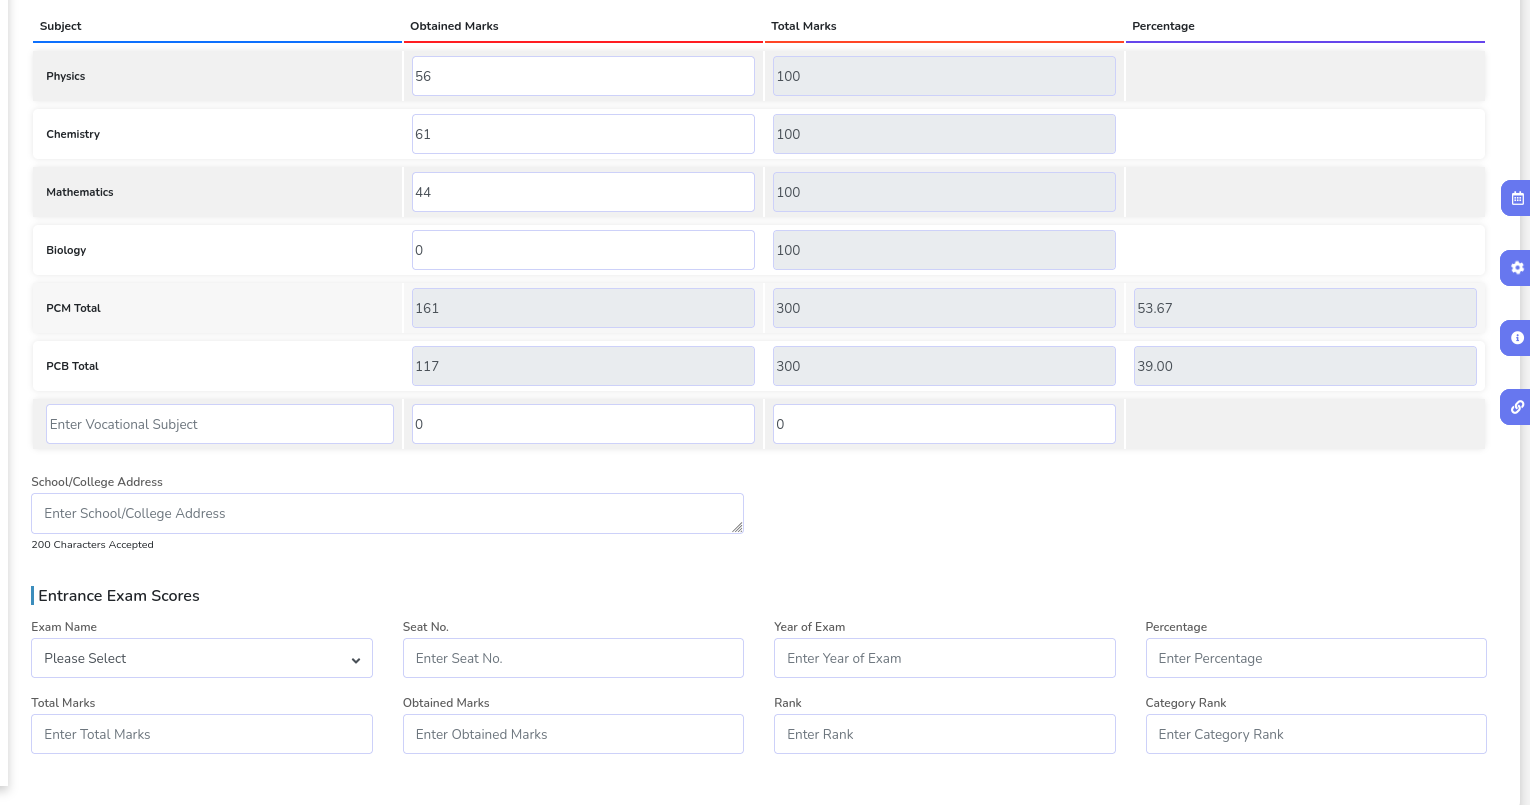 Subject Obtained Marks Total Marks Percentage
Physics 56 100
Chemistry 61 100
Mathematics 44 100
Biology 0 100
PCM Total 161 300 53.67
PCB Total 117 300 39.00
Enter Vocational Subject 0 0
School/College Address
Enter School/College Address
200 Characters Accepted
Entrance Exam Scores
Exam Name Seat No. Year of Exam Percentage
Please Select Enter Seat No. Enter Year of Exam Enter Percentage
Total Marks Obtained Marks Rank Category Rank
Enter Total Marks Enter Obtained Marks Enter Rank Enter Category Rank